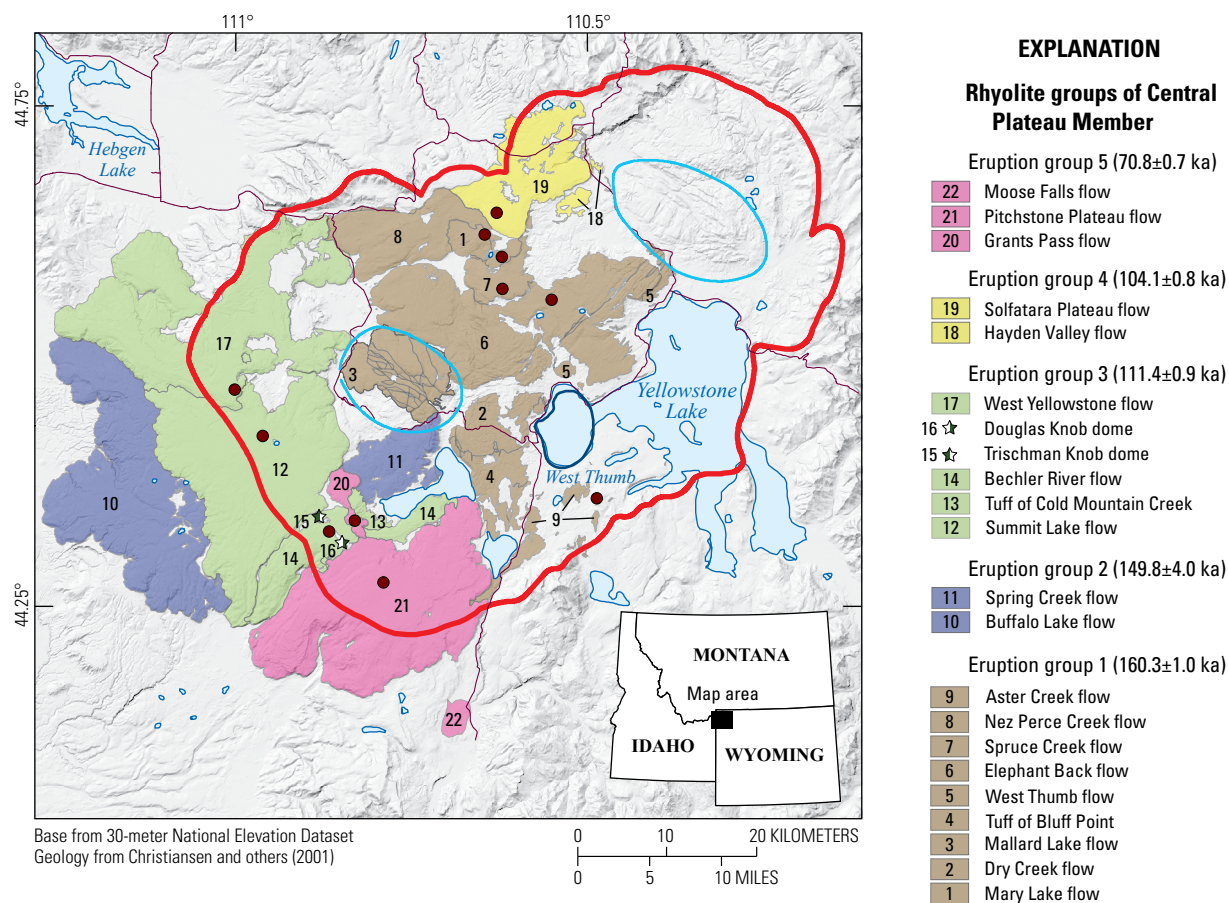 111°
110.5°
44.75°
44.25°
Hebgen
Lake
19
18
8
1
7
5
6
17
3
5
Yellowstone
Lake
2
12
11
West Thumb
4
10
20
9
15
13
14
16
14
21
22
MONTANA
Map area
IDAHO
WYOMING
Base from 30-meter National Elevation Dataset
Geology from Christiansen and others (2001)
0 10 20 KILOMETERS
0 5 10 MILES
EXPLANATION
Rhyolite groups of Central
Plateau Member
Eruption group 5 (70.8±0.7 ka)
22 Moose Falls flow
21 Pitchstone Plateau flow
20 Grants Pass flow
Eruption group 4 (104.1±0.8 ka)
19 Solfatara Plateau flow
18 Hayden Valley flow
Eruption group 3 (111.4±0.9 ka)
17 West Yellowstone flow
16 Douglas Knob dome
15 Trischman Knob dome
14 Bechler River flow
13 Tuff of Cold Mountain Creek
12 Summit Lake flow
Eruption group 2 (149.8±4.0 ka)
11 Spring Creek flow
10 Buffalo Lake flow
Eruption group 1 (160.3±1.0 ka)
9 Aster Creek flow
8 Nez Perce Creek flow
7 Spruce Creek flow
6 Elephant Back flow
5 West Thumb flow
4 Tuff of Bluff Point
3 Mallard Lake flow
2 Dry Creek flow
1 Mary Lake flow